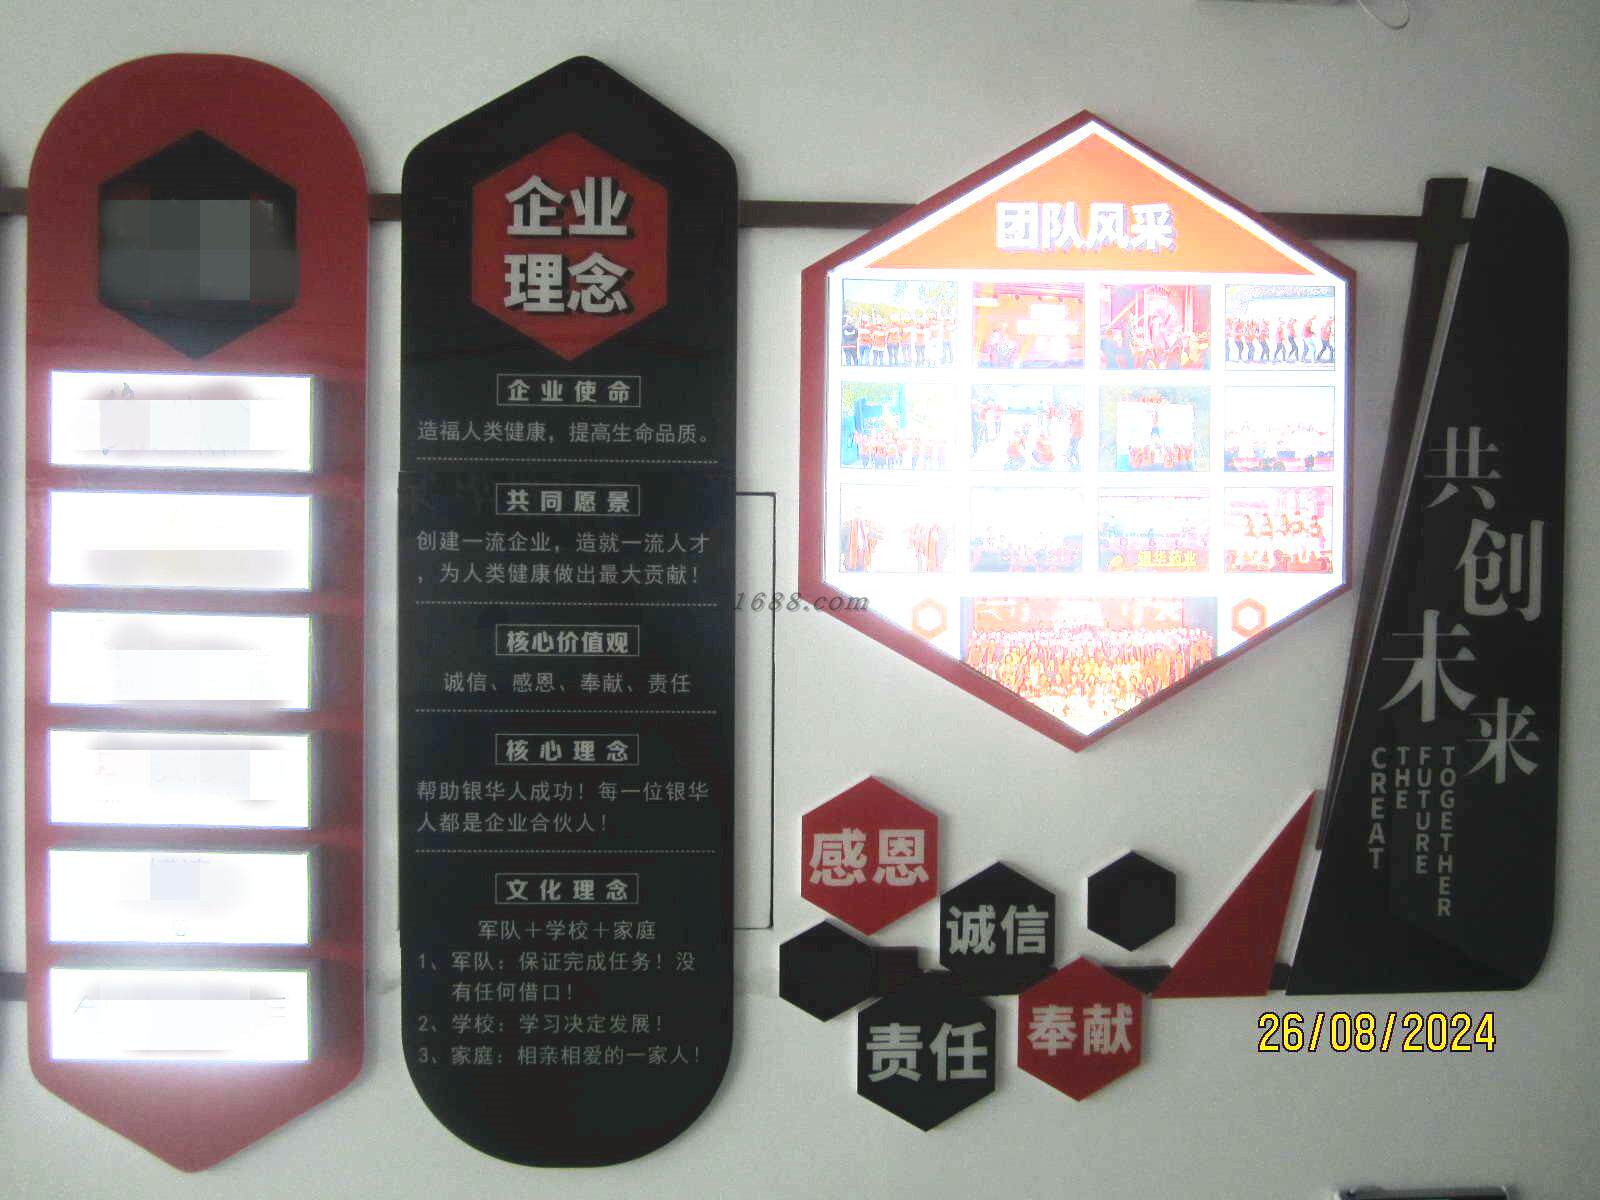 企业
理念
企业使命
造福人类健康，提高生命品质。
共同愿景
创建一流企业，造就一流人才
，为人类健康做出最大贡献！
核心价值观
诚信、感恩、奉献、责任
核心理念
帮助银华人成功！每一位银华
人都是企业合伙人！
文化理念
军队＋学校＋家庭
1、军队：保证完成任务！没
有任何借口！
2、学校：学习决定发展！
3、家庭：相亲相爱的一家人！
团队风采
1688.com
感恩
诚信
责任
奉献
共创未来
CREAT
THE
FUTURE
TOGETHER
26/08/2024